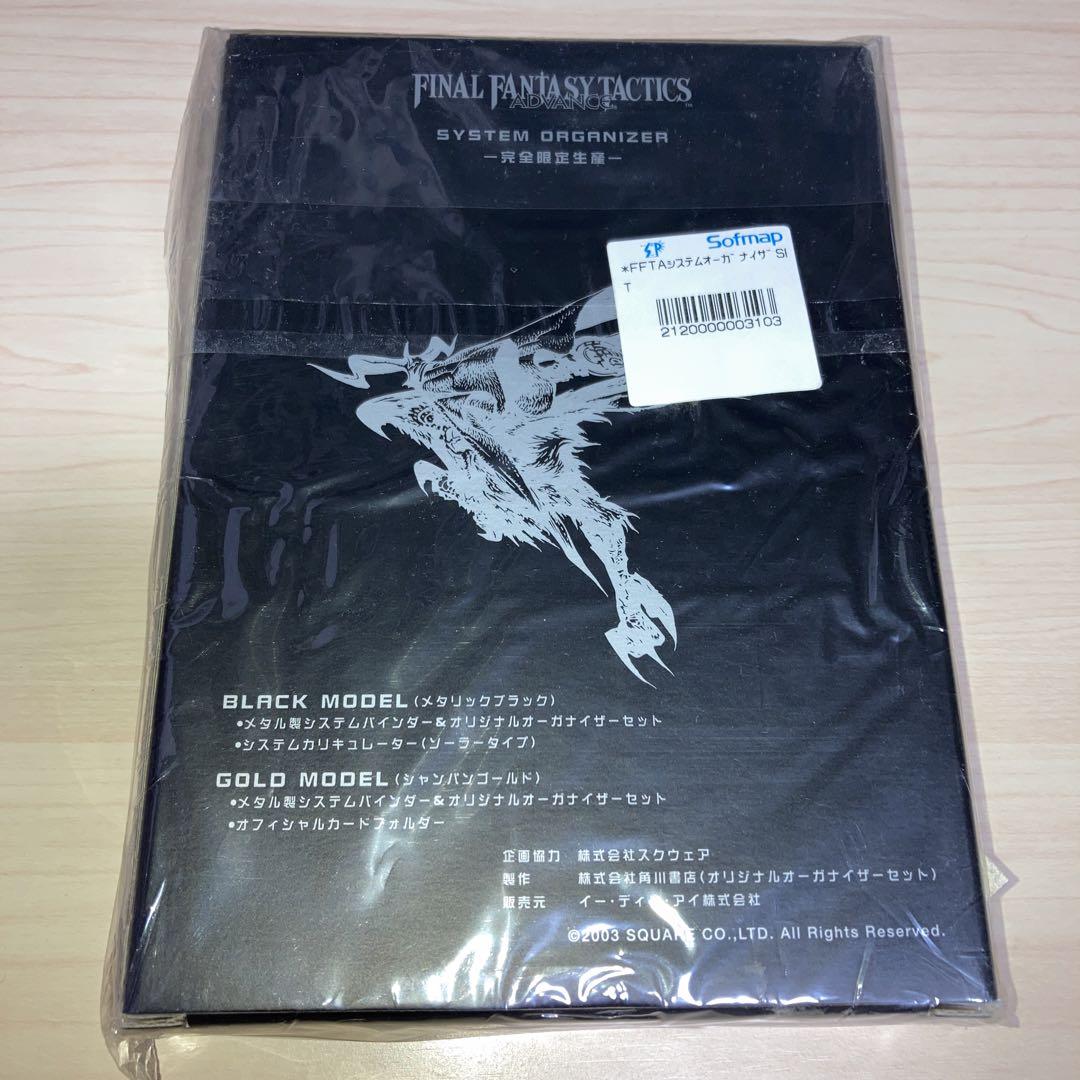 FINAL FANTASY TACTICS
ADVANCE
TM
SYSTEM ORGANIZER
—完全限定生産—
SP Sofmap
*FFTAシステムオーガナイザSI
T
2120000003103
BLACK MODEL(メタリックブラック)
●メタル製システムバインダー&オリジナルオーガナイザーセット
●システムカリキュレーター(ソーラータイプ)
GOLD MODEL(シャンパンゴールド)
●メタル製システムバインダー&オリジナルオーガナイザーセット
●オフィシャルカードフォルダー
企画協力 株式会社スクウェア
製作 株式会社角川書店(オリジナルオーガナイザーセット)
販売元 イー・ディ・アイ株式会社
©2003 SQUARE CO.,LTD. All Rights Reserved.